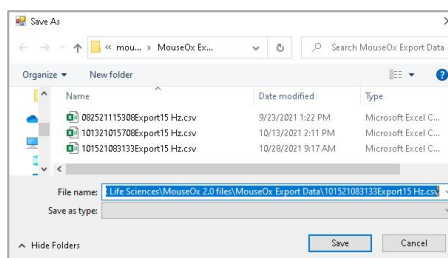 Save As
« mou... > MouseOx Ex...
Search MouseOx Export Data
Organize
New folder
Name Date modified Type
082521115308Export15 Hz.csv 9/23/2021 1:22 PM Microsoft Excel C...
101321015708Export15 Hz.csv 10/13/2021 2:11 PM Microsoft Excel C...
101521083133Export15 Hz.csv 10/28/2021 9:17 AM Microsoft Excel C...
File name: Life Sciences\MouseOx 2.0 files\MouseOx Export Data\101521083133Export15 Hz.csv
Save as type:
Hide Folders
Save
Cancel